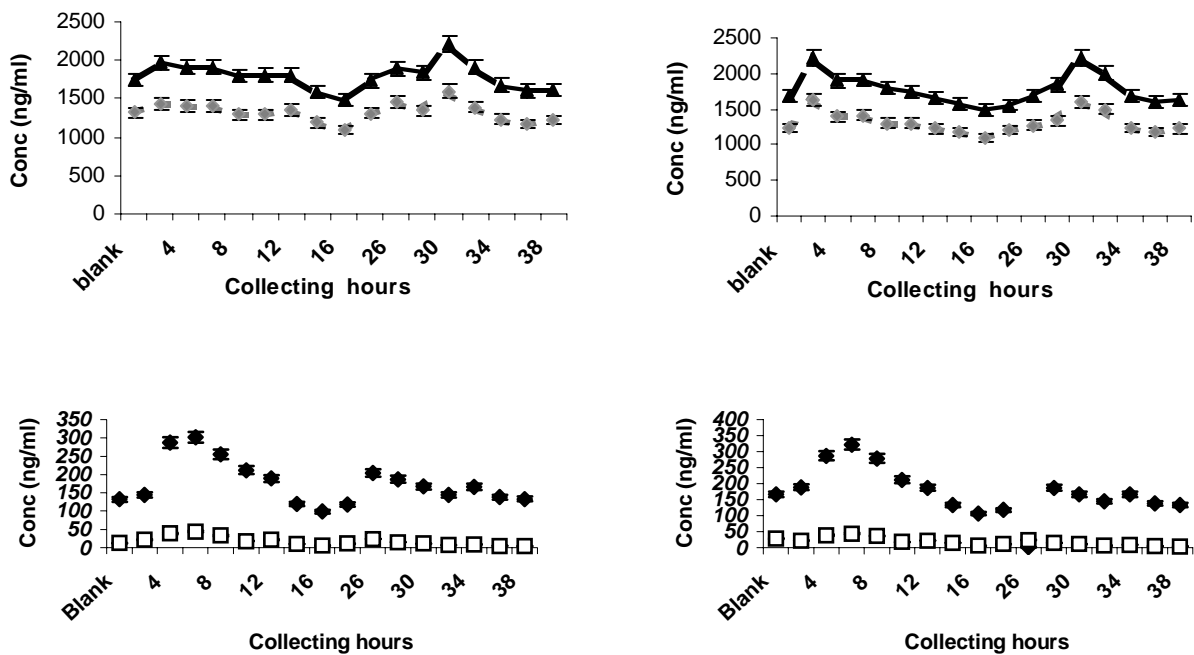 2500
2000
1500
1000
500
0
Conc (ng/ml)
blank 4 8 12 16 26 30 34 38
Collecting hours
2500
2000
1500
1000
500
0
Conc (ng/ml)
blank 4 8 12 16 26 30 34 38
Collecting hours
350
300
250
200
150
100
50
0
Conc (ng/ml)
Blank 4 8 12 16 26 30 34 38
Collecting hours
400
350
300
250
200
150
100
50
0
Conc (ng/ml)
Blank 4 8 12 16 26 30 34 38
Collecting hours